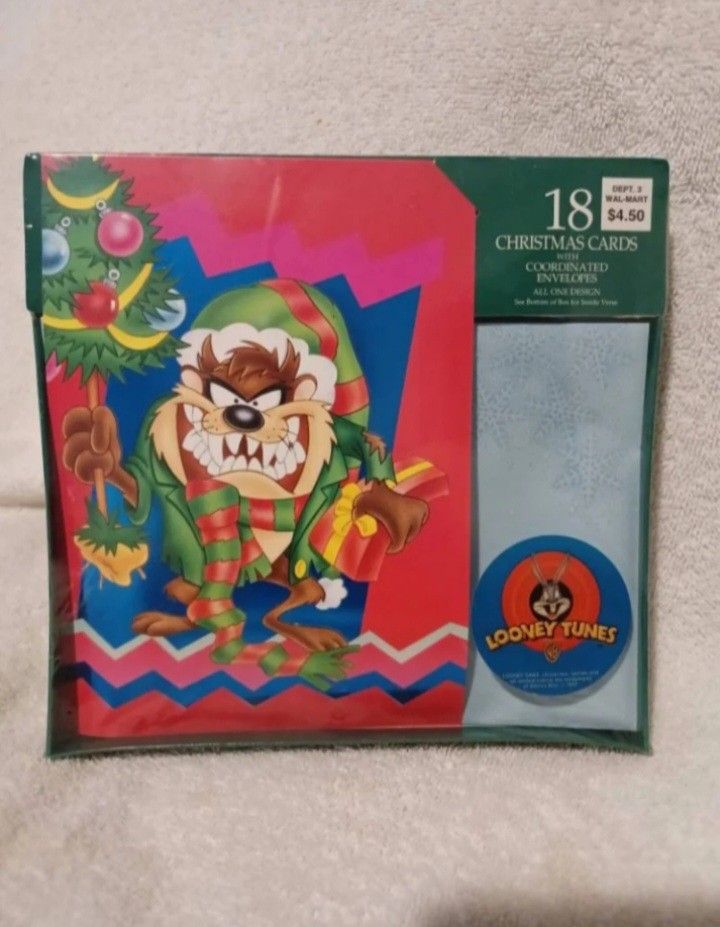 18
CHRISTMAS CARDS
WITH
COORDINATED
ENVELOPES
ALL ONE DESIGN
See Bottom of Box for Inside Verse
DEPT. 3
WAL-MART
$4.50
LOONEY TUNES